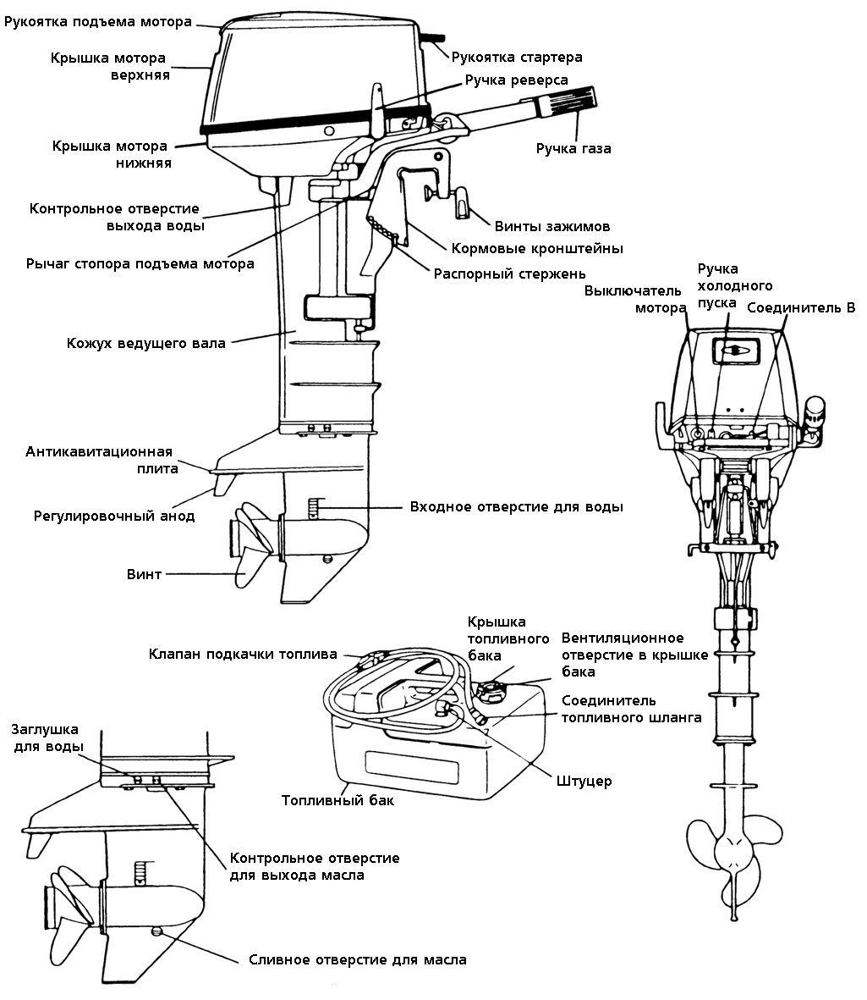 Рукоятка подъема мотора
Крышка мотора
верхняя
Рукоятка стартера
Ручка реверса
Крышка мотора
нижняя
Ручка газа
Контрольное отверстие
выхода воды
Винты зажимов
Кормовые кронштейны
Рычаг стопора подъема мотора
Распорный стержень
Ручка
холодного
пуска
Выключатель
мотора
Соединитель В
Кожух ведущего вала
Антикавитационная
плита
Регулировочный анод
Входное отверстие для воды
Винт
Крышка
топливного
бака
Вентиляционное
отверстие в крышке
бака
Клапан подкачки топлива
Соединитель
топливного шланга
Заглушка
для воды
Штуцер
Топливный бак
Контрольное отверстие
для выхода масла
Сливное отверстие для масла